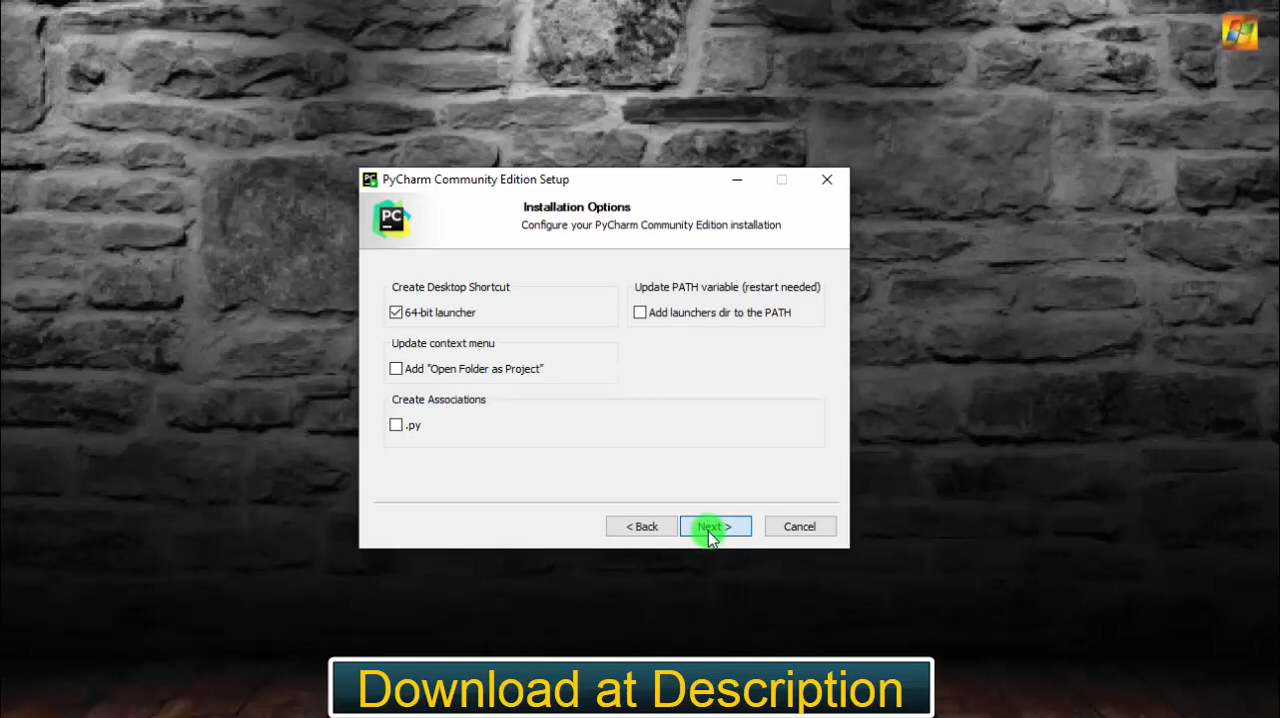 PyCharm Community Edition Setup
PC
Installation Options
Configure your PyCharm Community Edition installation
Create Desktop Shortcut
Update PATH variable (restart needed)
64-bit launcher
Add launchers dir to the PATH
Update context menu
Add "Open Folder as Project"
Create Associations
.py
< Back
Next >
Cancel
Download at Description